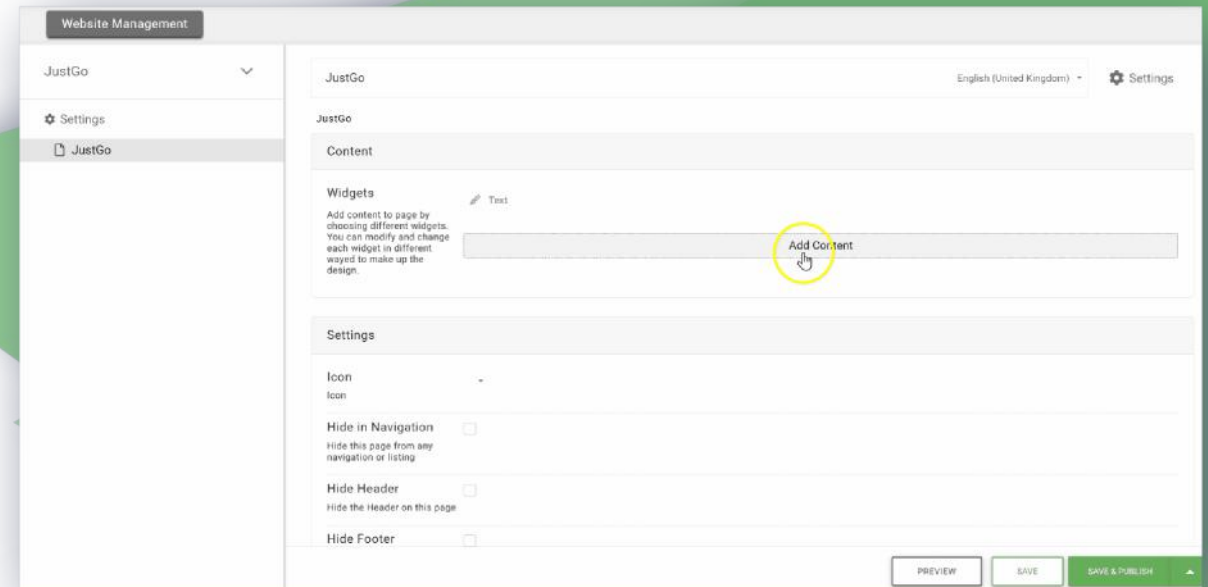 Website Management
JustGo
Settings
JustGo
JustGo
English (United Kingdom)
Settings
JustGo
Content
Widgets
Text
Add content to page by
choosing different widgets.
You can modify and change
each widget in different
wayed to make up the
design.
Add Content
Settings
Icon
Icon
Hide in Navigation
Hide this page from any
navigation or listing
Hide Header
Hide the Header on this page
Hide Footer
PREVIEW
SAVE
SAVE & PUBLISH